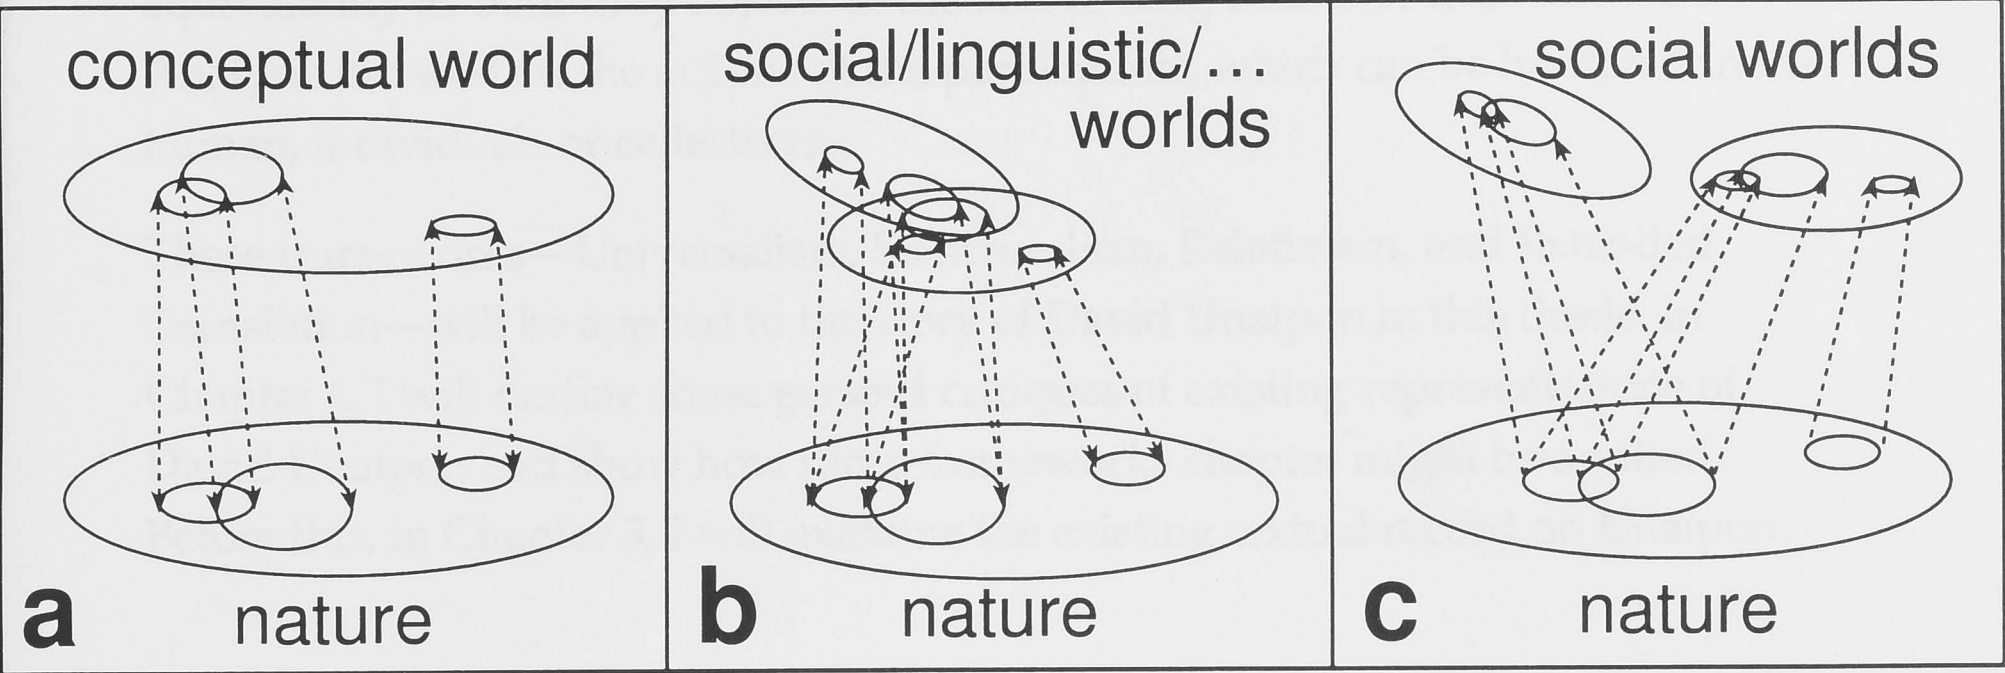 conceptual world
a
nature
social/linguistic/...
worlds
b
nature
social worlds
c
nature